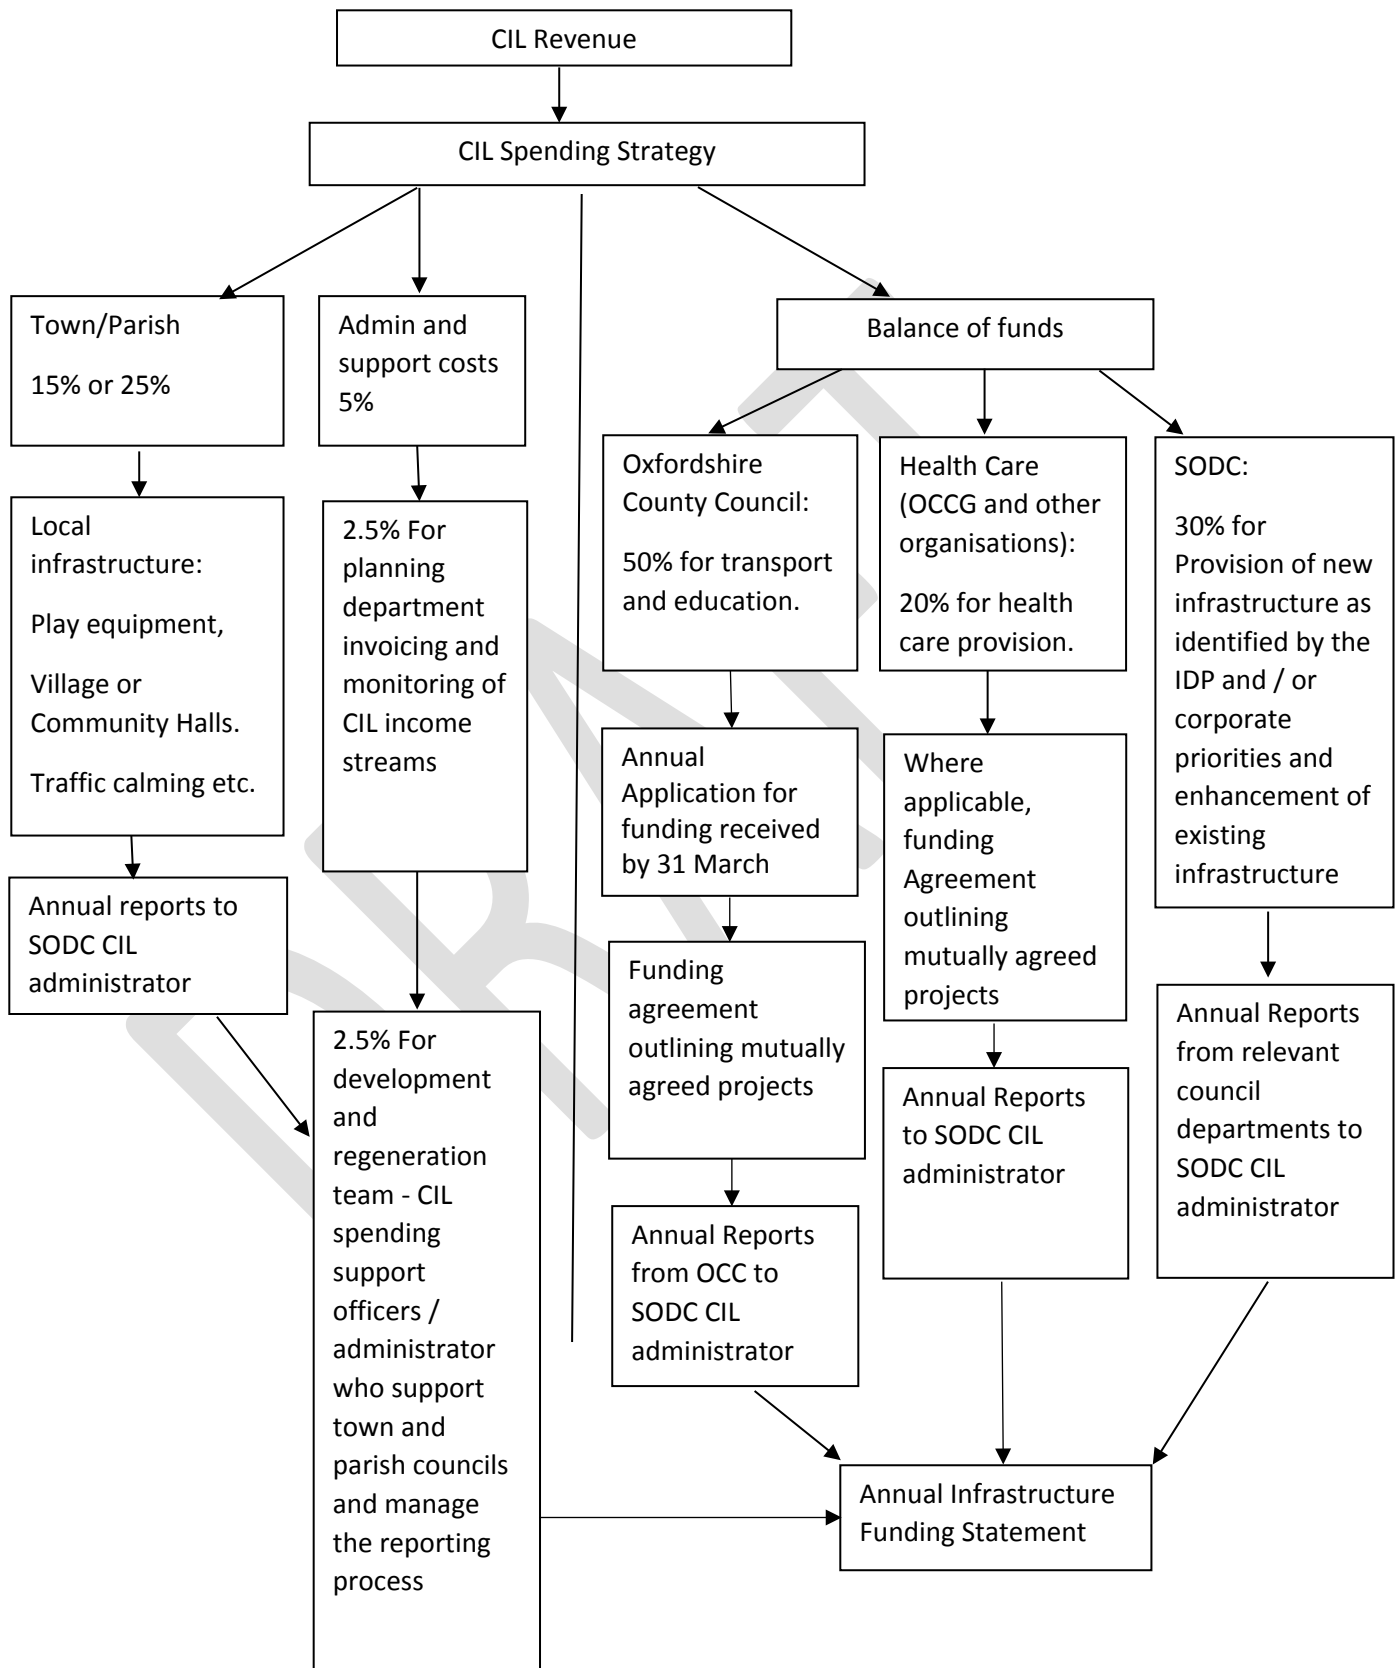 CIL Revenue
CIL Spending Strategy
Town/Parish
15% or 25%
Admin and
support costs
5%
Balance of funds
Local
infrastructure:
Play equipment,
Village or
Community Halls.
Traffic calming etc.
2.5% For
planning
department
invoicing and
monitoring of
CIL income
streams
Oxfordshire
County Council:
50% for transport
and education.
Health Care
(OCCG and other
organisations):
20% for health
care provision.
SODC:
30% for
Provision of new
infrastructure as
identified by the
IDP and / or
corporate
priorities and
enhancement of
existing
infrastructure
Annual
Application for
funding received
by 31 March
Where
applicable,
funding
Agreement
outlining
mutually agreed
projects
Annual reports to
SODC CIL
administrator
Funding
agreement
outlining mutually
agreed projects
Annual Reports
from relevant
council
departments to
SODC CIL
administrator
2.5% For
development
and
regeneration
team - CIL
spending
support
officers /
administrator
who support
town and
parish councils
and manage
the reporting
process
Annual Reports
to SODC CIL
administrator
Annual Reports
from OCC to
SODC CIL
administrator
Annual Infrastructure
Funding Statement
DRAFT